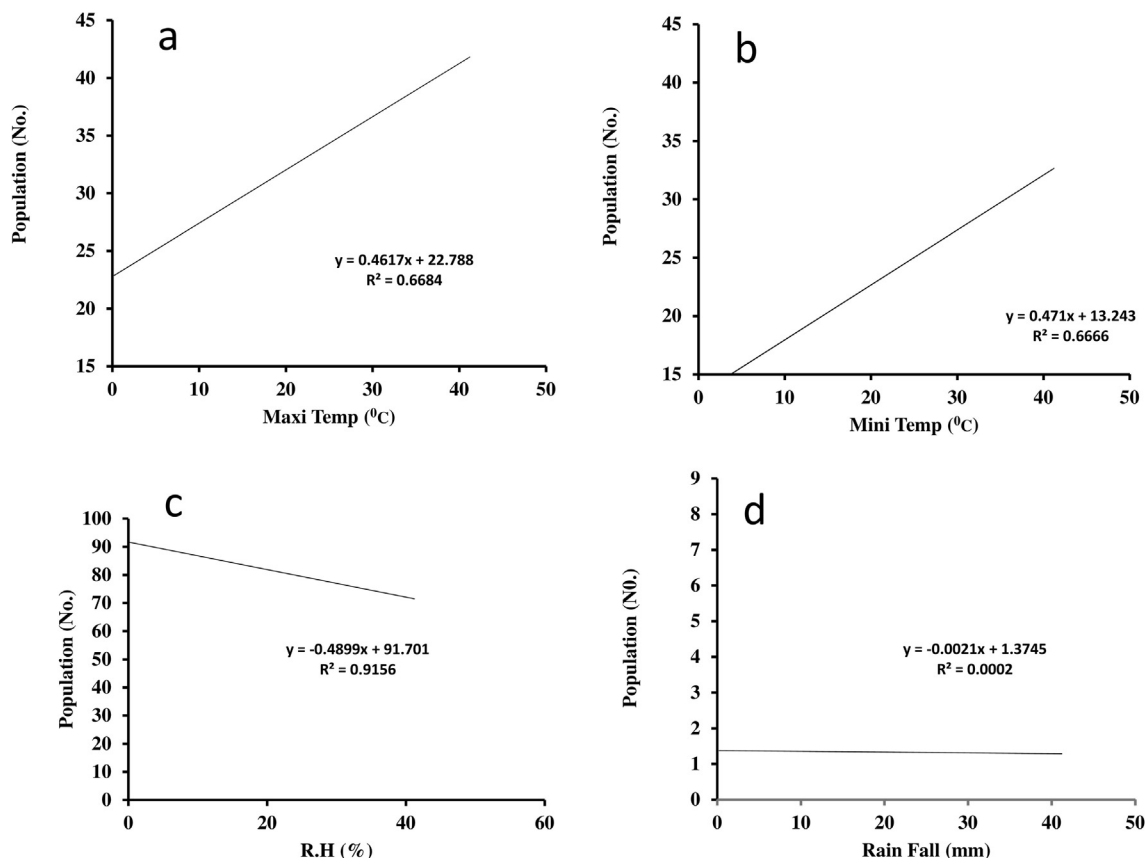 a
45
40
35
30
25
20
15
0 10 20 30 40 50
Population (No.)
Maxi Temp (⁰C)
y = 0.4617x + 22.788
R² = 0.6684
b
45
40
35
30
25
20
15
0 10 20 30 40 50
Population (No.)
Mini Temp (⁰C)
y = 0.471x + 13.243
R² = 0.6666
c
100
90
80
70
60
50
40
30
20
10
0
0 20 40 60
Population (No.)
R.H (%)
y = -0.4899x + 91.701
R² = 0.9156
d
9
8
7
6
5
4
3
2
1
0
0 10 20 30 40 50
Population (N0.)
Rain Fall (mm)
y = -0.0021x + 1.3745
R² = 0.0002